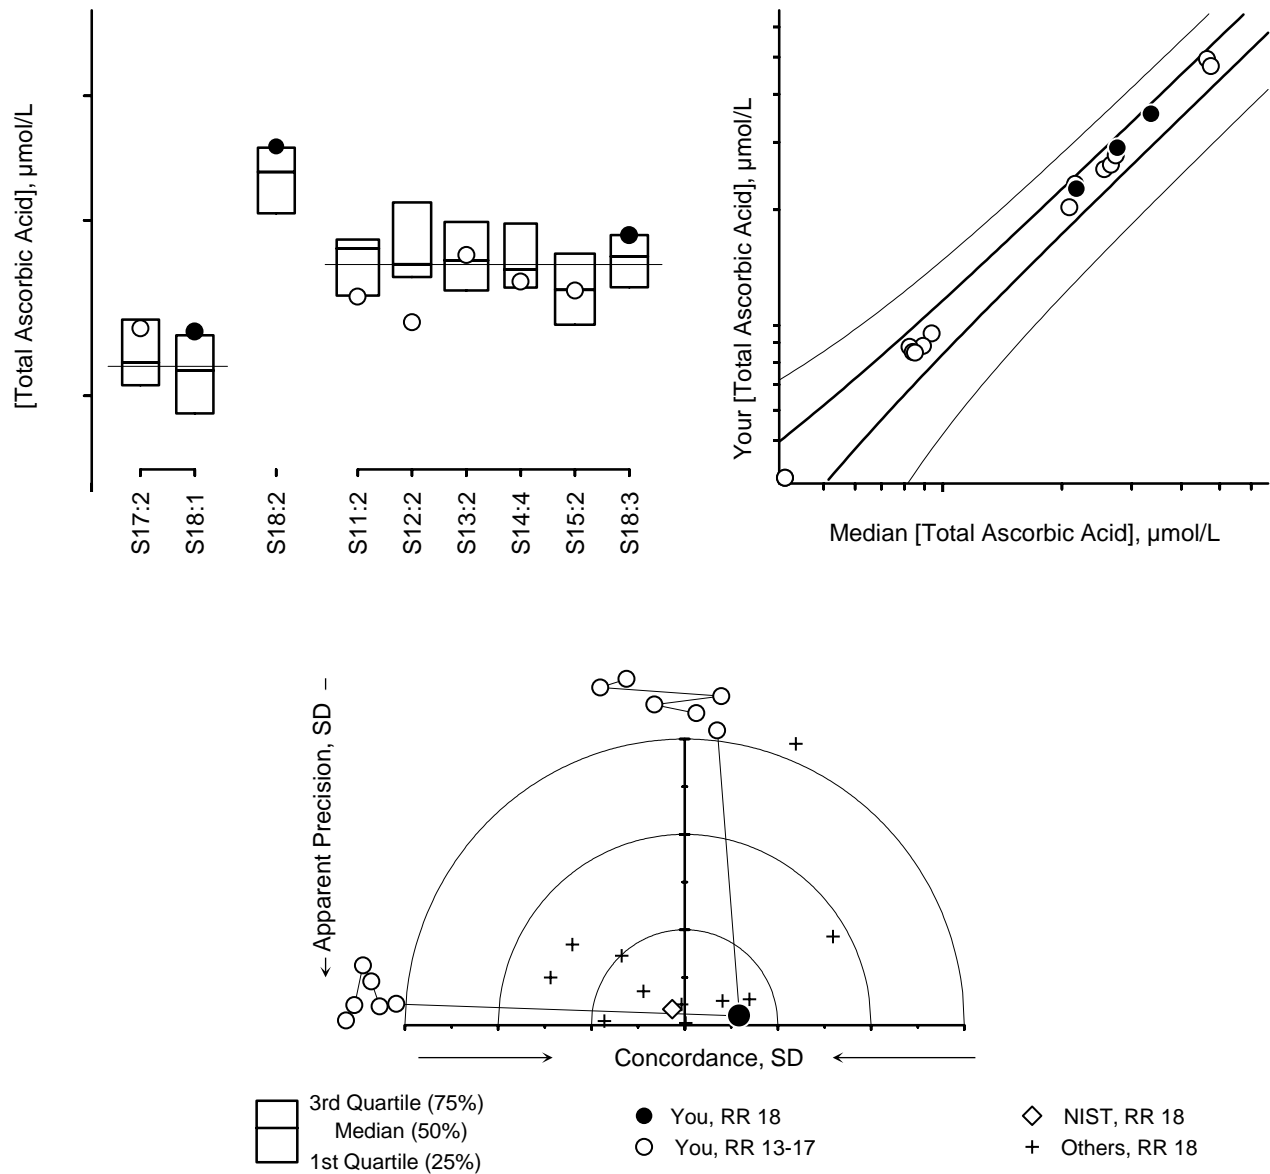 [Total Ascorbic Acid], µmol/L
S17:2
S18:1
S18:2
S11:2
S12:2
S13:2
S14:4
S15:2
S18:3
Your [Total Ascorbic Acid], µmol/L
Median [Total Ascorbic Acid], µmol/L
← Apparent Precision, SD –
Concordance, SD
3rd Quartile (75%)
Median (50%)
1st Quartile (25%)
You, RR 18
You, RR 13-17
NIST, RR 18
Others, RR 18